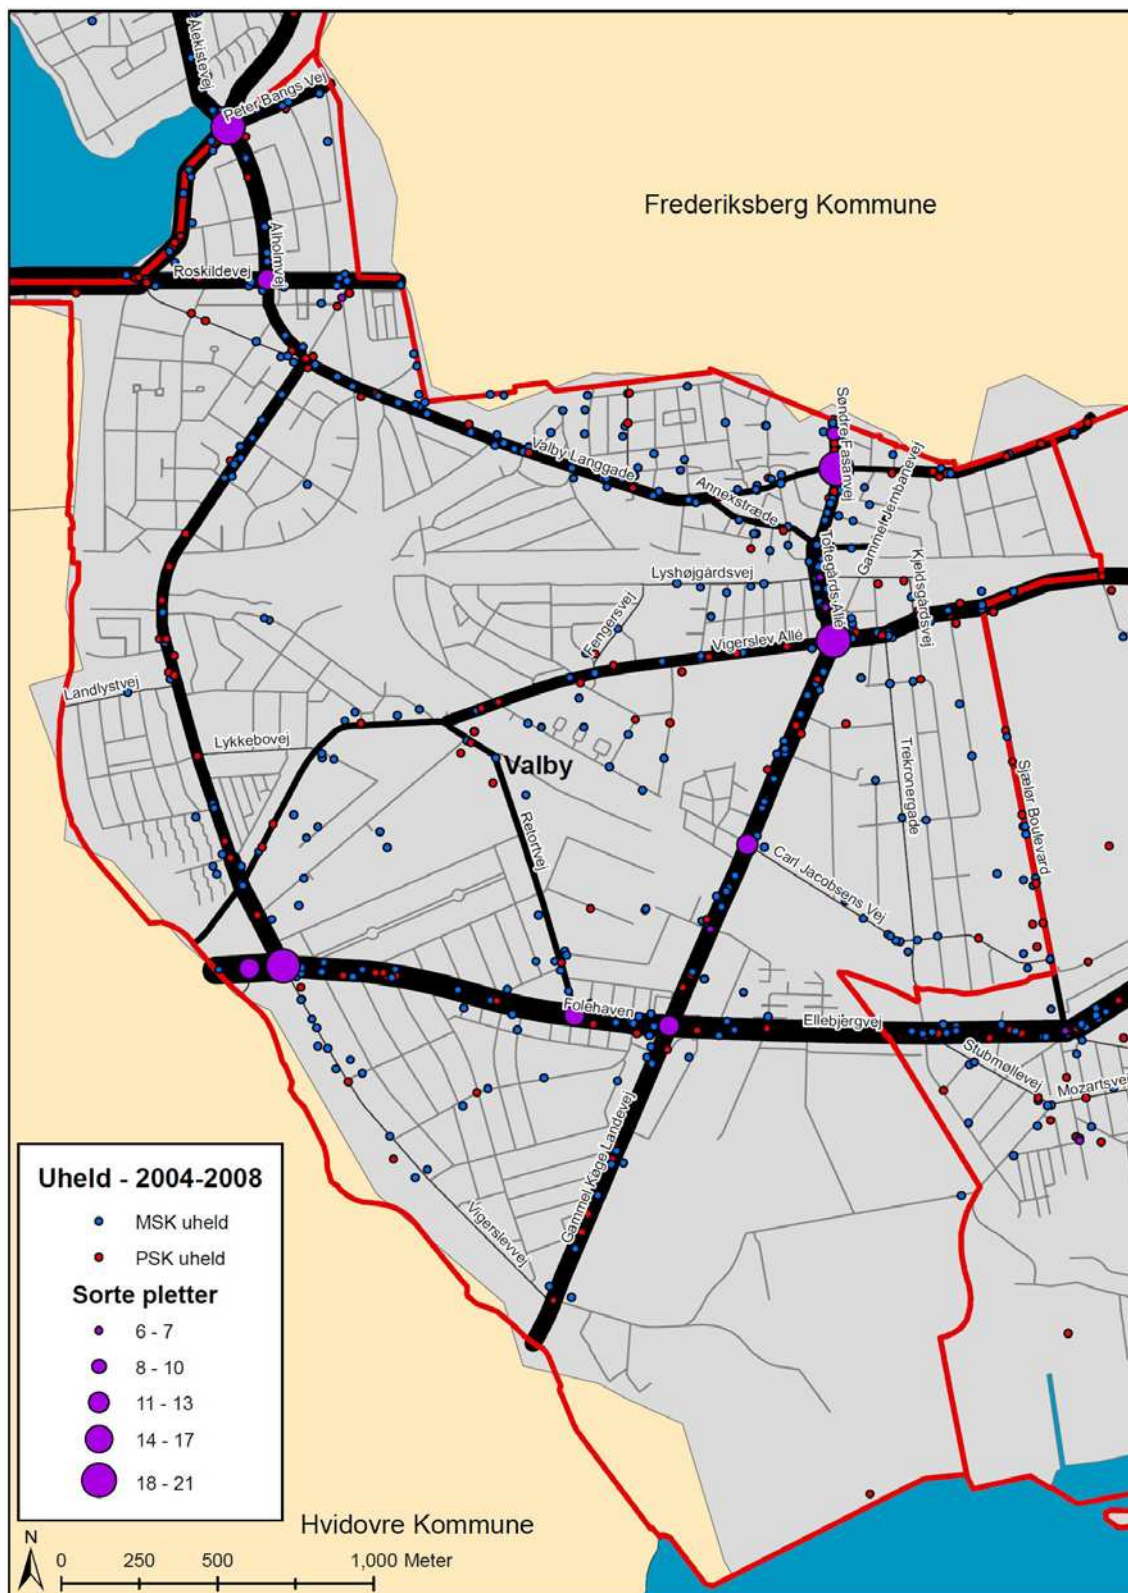 Alekistevej
Peter Bangs Vej
Frederiksberg Kommune
Roskildevej
Ålholmvej
Søndre Fasanvej
Valby Langgade
Annexstræde
Gammel Jernbanevej
Toftegårds Allé
Lyshøjgårdsvej
Kjeldsgårdsvej
Fengersvej
Vigerslev Allé
Landlystvej
Lykkebovej
Valby
Trekronergade
Sjælør Boulevard
Retortvej
Carl Jacobsens Vej
Folehaven
Ellebjergvej
Stubmøllevej
Mozartsvej
Gammel Køge Landevej
Vigerslevvej
Uheld - 2004-2008
MSK uheld
PSK uheld
Sorte pletter
6 - 7
8 - 10
11 - 13
14 - 17
18 - 21
Hvidovre Kommune
N
0 250 500 1,000 Meter